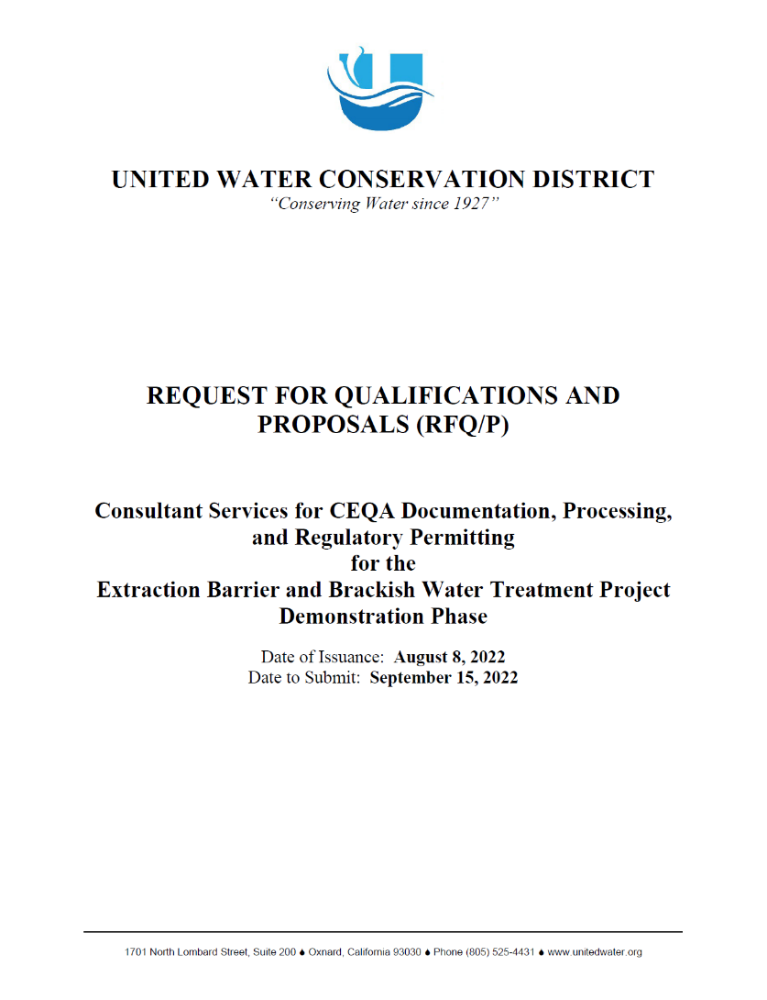 UNITED WATER CONSERVATION DISTRICT
“Conserving Water since 1927”
REQUEST FOR QUALIFICATIONS AND
PROPOSALS (RFQ/P)
Consultant Services for CEQA Documentation, Processing,
and Regulatory Permitting
for the
Extraction Barrier and Brackish Water Treatment Project
Demonstration Phase
Date of Issuance: August 8, 2022
Date to Submit: September 15, 2022
1701 North Lombard Street, Suite 200 ♦ Oxnard, California 93030 ♦ Phone (805) 525-4431 ♦ www.unitedwater.org